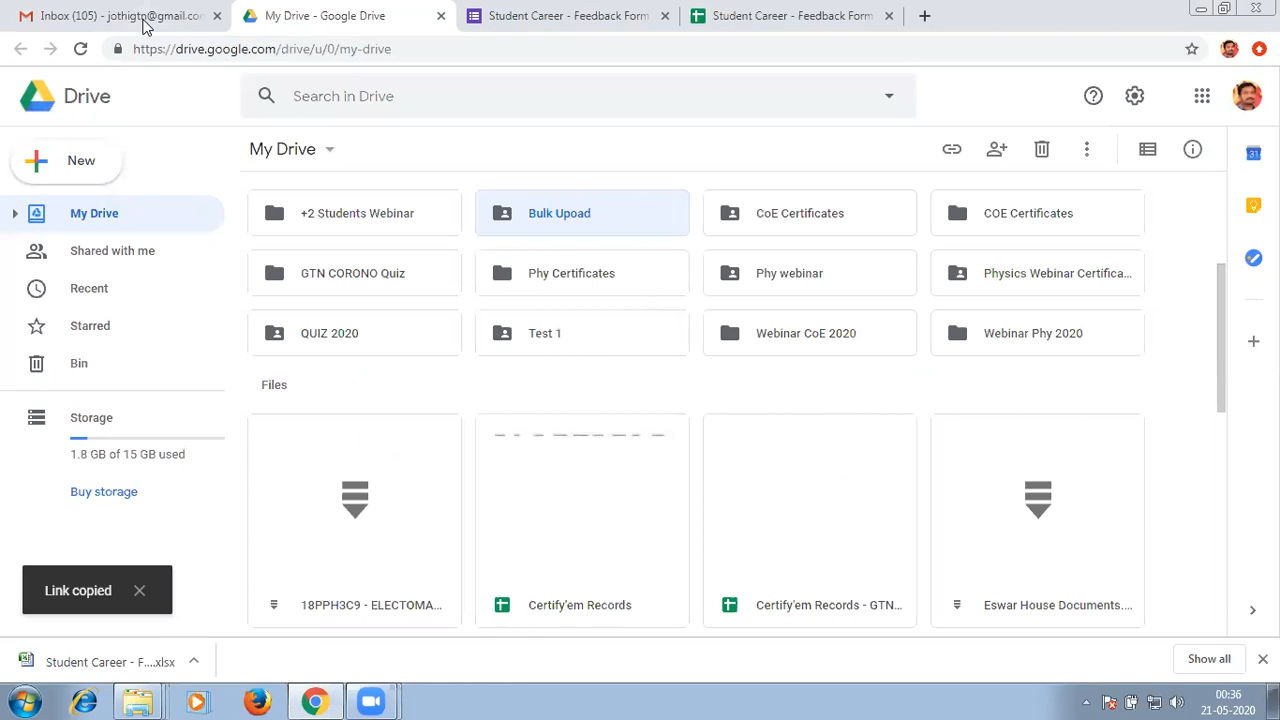 Inbox (105) - jothigtn@gmail.co
My Drive - Google Drive
Student Career - Feedback Form
Student Career - Feedback Form
https://drive.google.com/drive/u/0/my-drive
Drive
Search in Drive
New
My Drive
My Drive
Shared with me
Recent
Starred
Bin
Storage
1.8 GB of 15 GB used
Buy storage
+2 Students Webinar
Bulk Upoad
CoE Certificates
COE Certificates
GTN CORONO Quiz
Phy Certificates
Phy webinar
Physics Webinar Certifica...
QUIZ 2020
Test 1
Webinar CoE 2020
Webinar Phy 2020
Files
18PPH3C9 - ELECTOMA...
Certify'em Records
Certify'em Records - GTN...
Eswar House Documents....
Link copied
31
Student Career - F....xlsx
Show all
00:36
21-05-2020